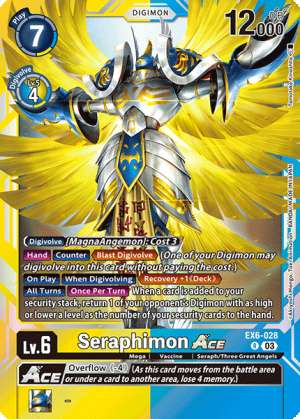 DIGIMON
Play
7
12000
DP
Digivolve
Lv.5
4
Digivolve [MagnaAngemon]: Cost 3
Hand Counter Blast Digivolve (One of your Digimon may
digivolve into this card without paying the cost.)
On Play When Digivolving Recovery +1 (Deck)
All Turns Once Per Turn When a card is added to your
security stack, return 1 of your opponent's Digimon with as high
or lower level as the number of your security cards to the hand.
Lv.6 Seraphimon ACE
EX6-028
R 03
Mega Vaccine Seraph/Three Great Angels
ACE Overflow ⟨-4⟩ (As this card moves from the battle area
or under a card to another area, lose 4 memory.)